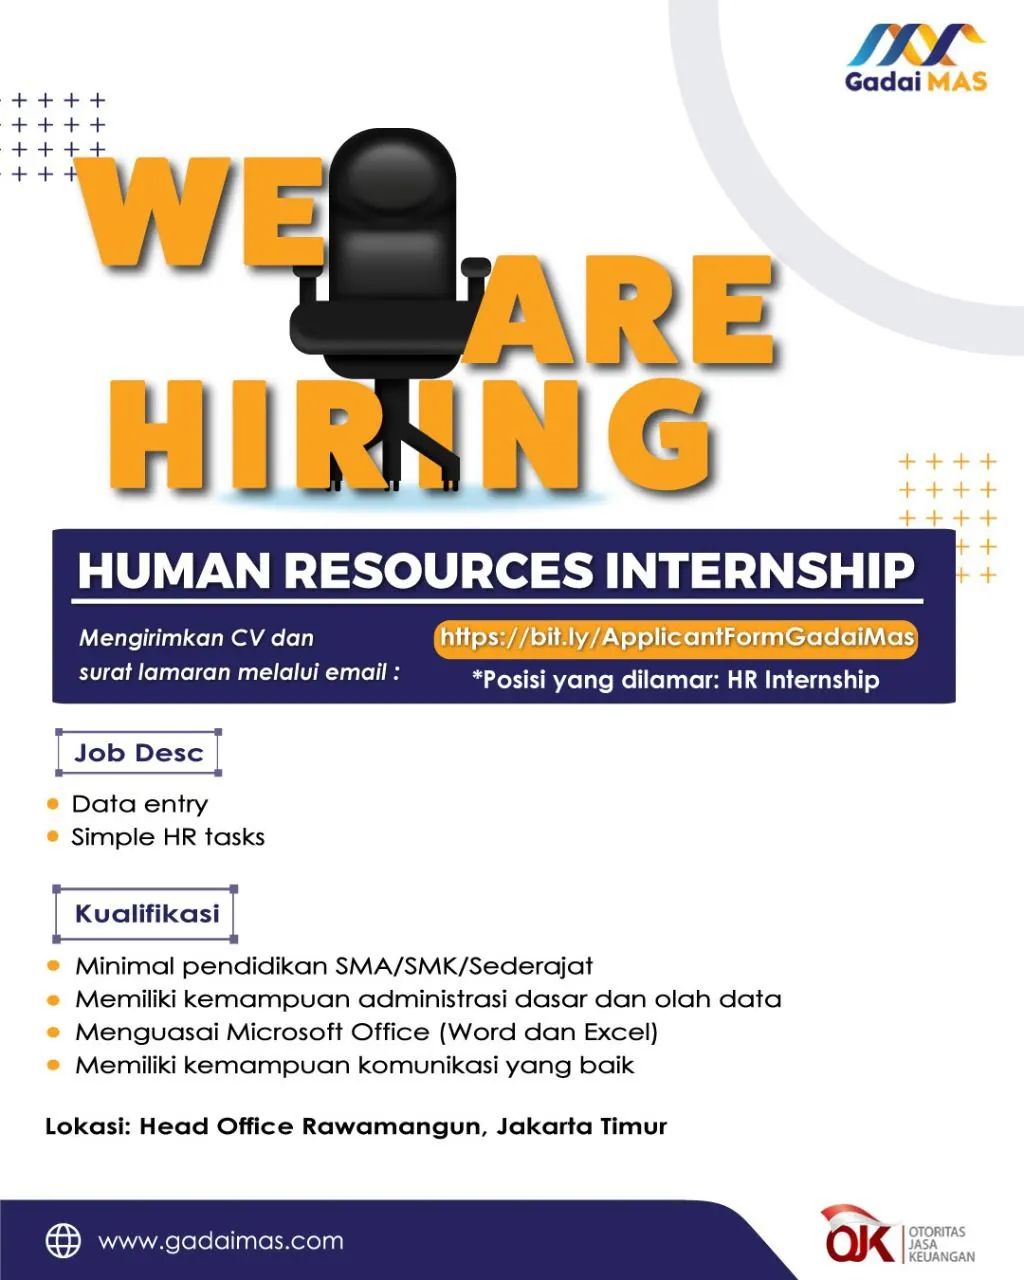 Gadai MAS
WE
ARE
HIRING
HUMAN RESOURCES INTERNSHIP
Mengirimkan CV dan
surat lamaran melalui email :
https://bit.ly/ApplicantFormGadaiMas
*Posisi yang dilamar: HR Internship
Job Desc
Data entry
Simple HR tasks
Kualifikasi
Minimal pendidikan SMA/SMK/Sederajat
Memiliki kemampuan administrasi dasar dan olah data
Menguasai Microsoft Office (Word dan Excel)
Memiliki kemampuan komunikasi yang baik
Lokasi: Head Office Rawamangun, Jakarta Timur
www.gadaimas.com
OJK
OTORITAS
JASA
KEUANGAN